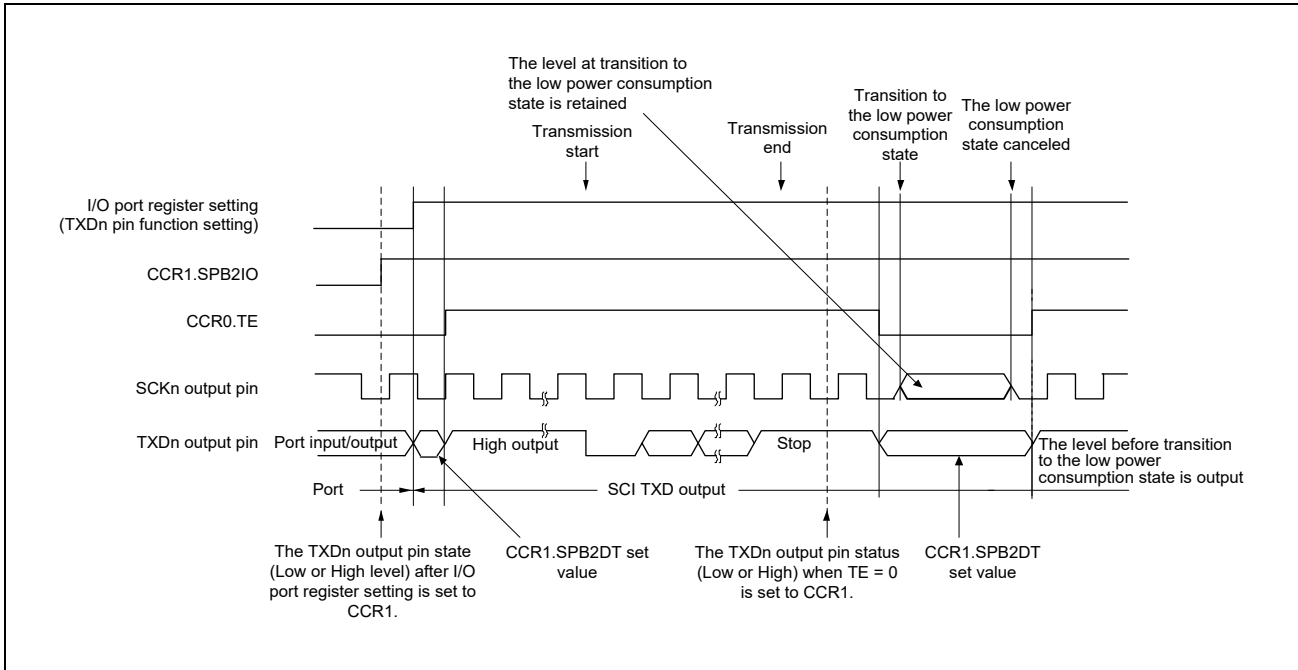 The level at transition to
the low power consumption
state is retained
Transmission
start
Transmission
end
Transition to
the low power
consumption
state
The low power
consumption
state canceled
I/O port register setting
(TXDn pin function setting)
CCR1.SPB2IO
CCR0.TE
SCKn output pin
TXDn output pin
Port input/output
High output
Stop
The level before transition
to the low power
consumption state is output
Port
SCI TXD output
The TXDn output pin state
(Low or High level) after I/O
port register setting is set to
CCR1.
CCR1.SPB2DT set
value
The TXDn output pin status
(Low or High) when TE = 0
is set to CCR1.
CCR1.SPB2DT
set value